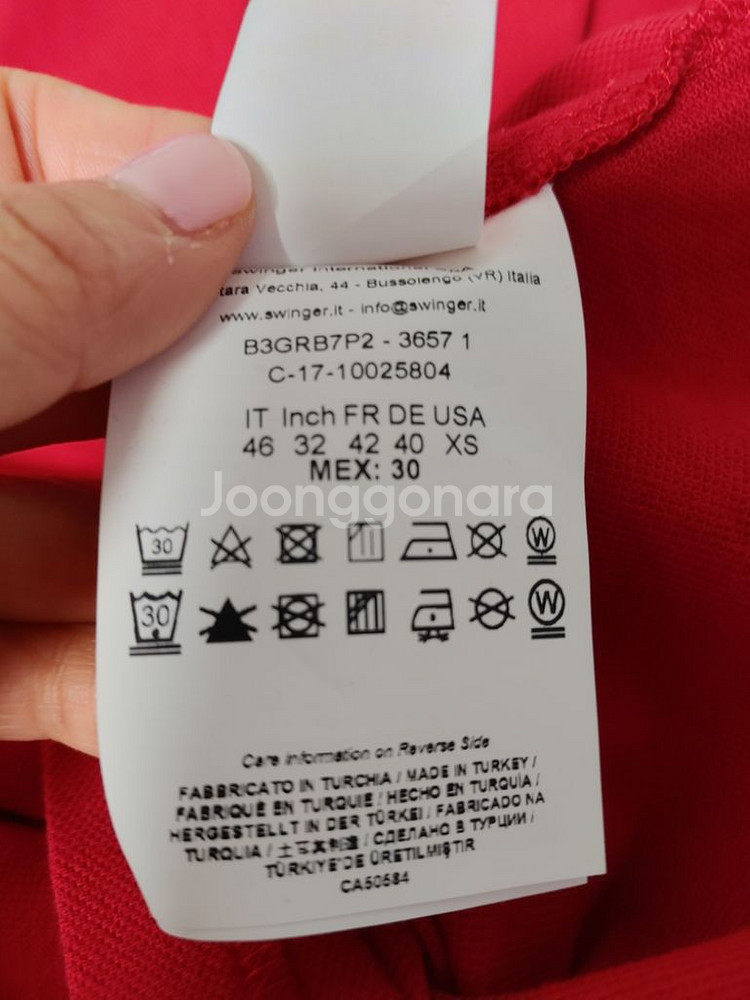 swinger International SpA
Vecchia, 44 - Bussolengo (VR) Italia
www.swinger.it - info@swinger.it
B3GRB7P2 - 3657 1
C-17-10025804
IT Inch FR DE USA
46 32 42 40 XS
MEX: 30
Joonggonara
30 W
30 W
Care Information on Reverse Side
FABBRICATO IN TURCHIA / MADE IN TURKEY /
FABRIQUÉ EN TURQUIE / HECHO EN TURQUÍA /
HERGESTELLT IN DER TÜRKEI / FABRICADO NA
TURQUIA / 土耳其制造 / СДЕЛАНО В ТУРЦИИ /
TÜRKİYE'DE ÜRETİLMİŞTİR
CA50584